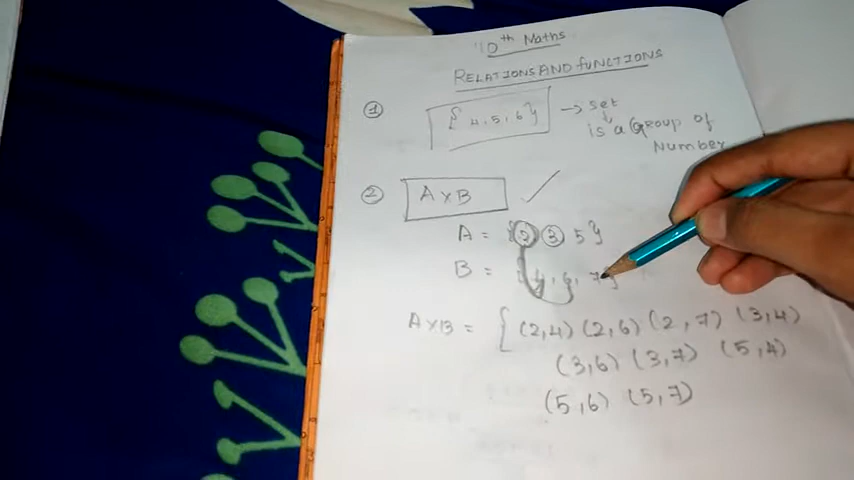 10th Maths
RELATIONS AND FUNCTIONS
① { 4, 5, 6 } → set
↓
is a Group of
Number
② A x B ✓
A = { 2 3 5 }
B = { 4, 6, 7 }
A x B = { (2,4) (2,6) (2,7) (3,4)
(3,6) (3,7) (5,4)
(5,6) (5,7)